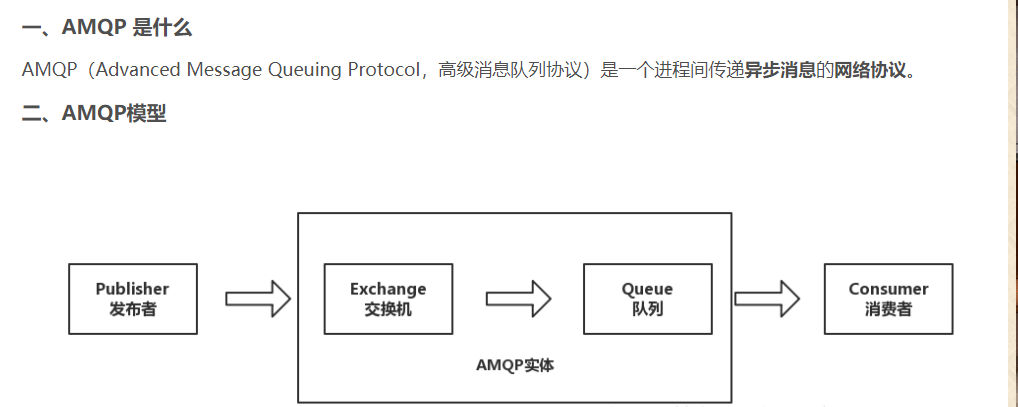 一、AMQP 是什么
AMQP（Advanced Message Queuing Protocol，高级消息队列协议）是一个进程间传递异步消息的网络协议。
二、AMQP模型
Publisher
发布者
Exchange
交换机
Queue
队列
Consumer
消费者
AMQP实体